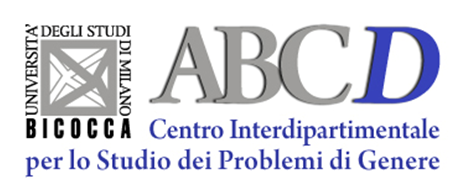 UNIVERSITA' DEGLI STUDI DI MILANO
BICOCCA
ABCD
Centro Interdipartimentale
per lo Studio dei Problemi di Genere